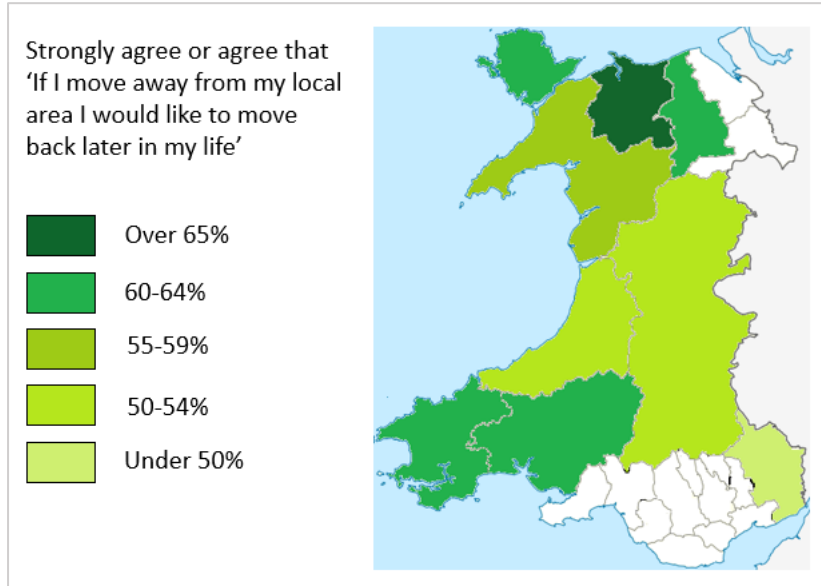 Strongly agree or agree that
‘If I move away from my local
area I would like to move
back later in my life’
Over 65%
60-64%
55-59%
50-54%
Under 50%